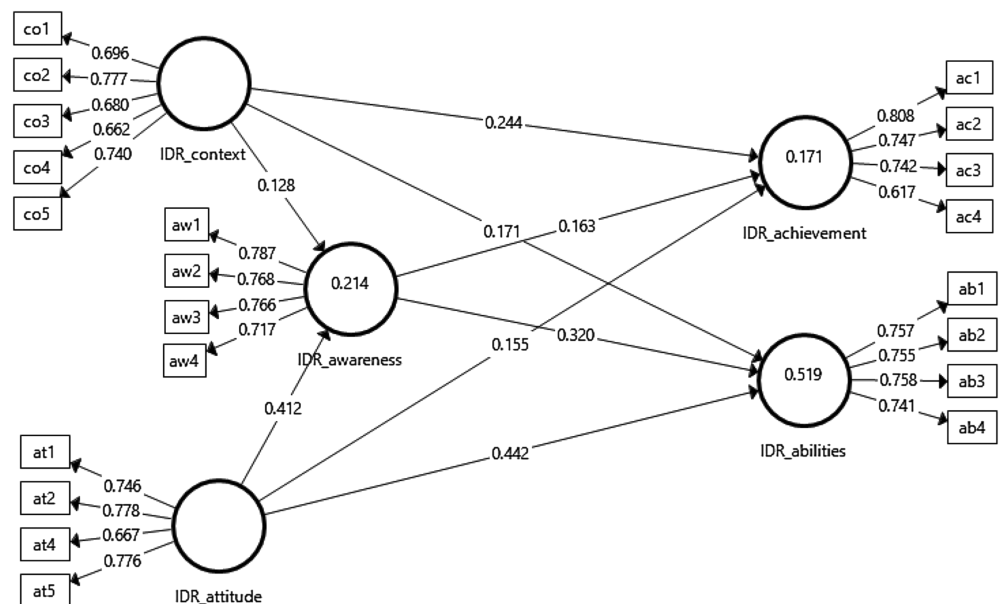 co1
0.696
co2
0.777
co3
0.680
co4
0.662
co5
0.740
IDR_context
0.244
0.128
0.171
0.163
aw1
0.787
aw2
0.768
aw3
0.766
aw4
0.717
0.214
IDR_awareness
0.320
0.155
0.412
0.442
at1
0.746
at2
0.778
at4
0.667
at5
0.776
IDR_attitude
0.171
IDR_achievement
ac1
0.808
ac2
0.747
ac3
0.742
ac4
0.617
0.519
IDR_abilities
ab1
0.757
ab2
0.755
ab3
0.758
ab4
0.741